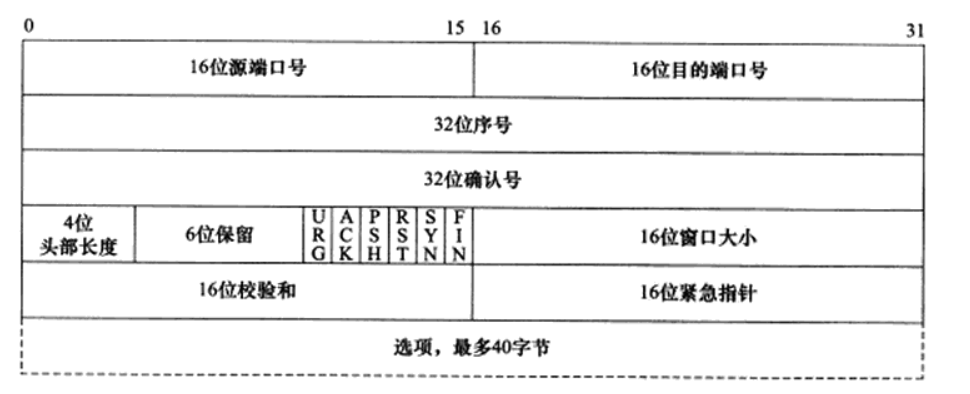 0 15 16 31
16位源端口号 16位目的端口号
32位序号
32位确认号
4位
头部长度
6位保留
URG
ACK
PSH
RST
SYN
FIN
16位窗口大小
16位校验和 16位紧急指针
选项，最多40字节